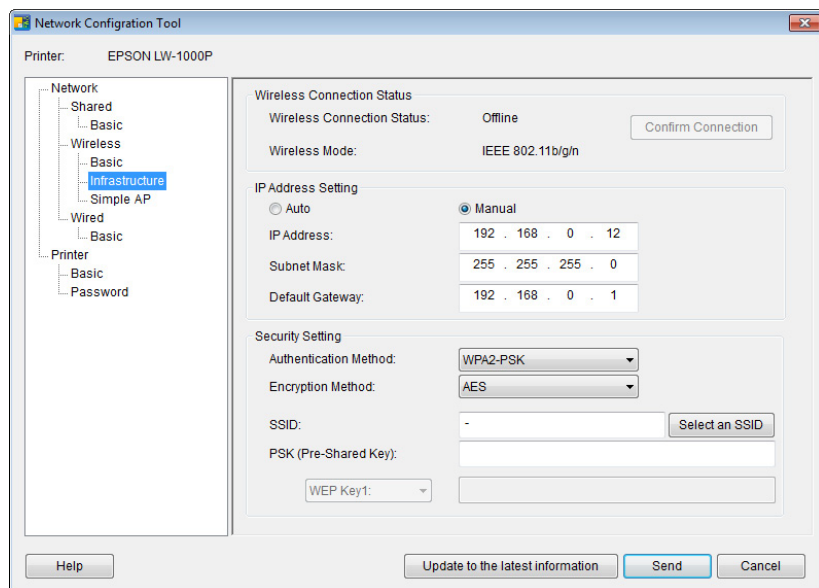 Network Configration Tool
Printer: EPSON LW-1000P
Network
Shared
Basic
Wireless
Basic
Infrastructure
Simple AP
Wired
Basic
Printer
Basic
Password
Wireless Connection Status
Wireless Connection Status: Offline
Confirm Connection
Wireless Mode: IEEE 802.11b/g/n
IP Address Setting
Auto Manual
IP Address: 192 . 168 . 0 . 12
Subnet Mask: 255 . 255 . 255 . 0
Default Gateway: 192 . 168 . 0 . 1
Security Setting
Authentication Method: WPA2-PSK
Encryption Method: AES
SSID: - Select an SSID
PSK (Pre-Shared Key):
WEP Key1:
Help Update to the latest information Send Cancel